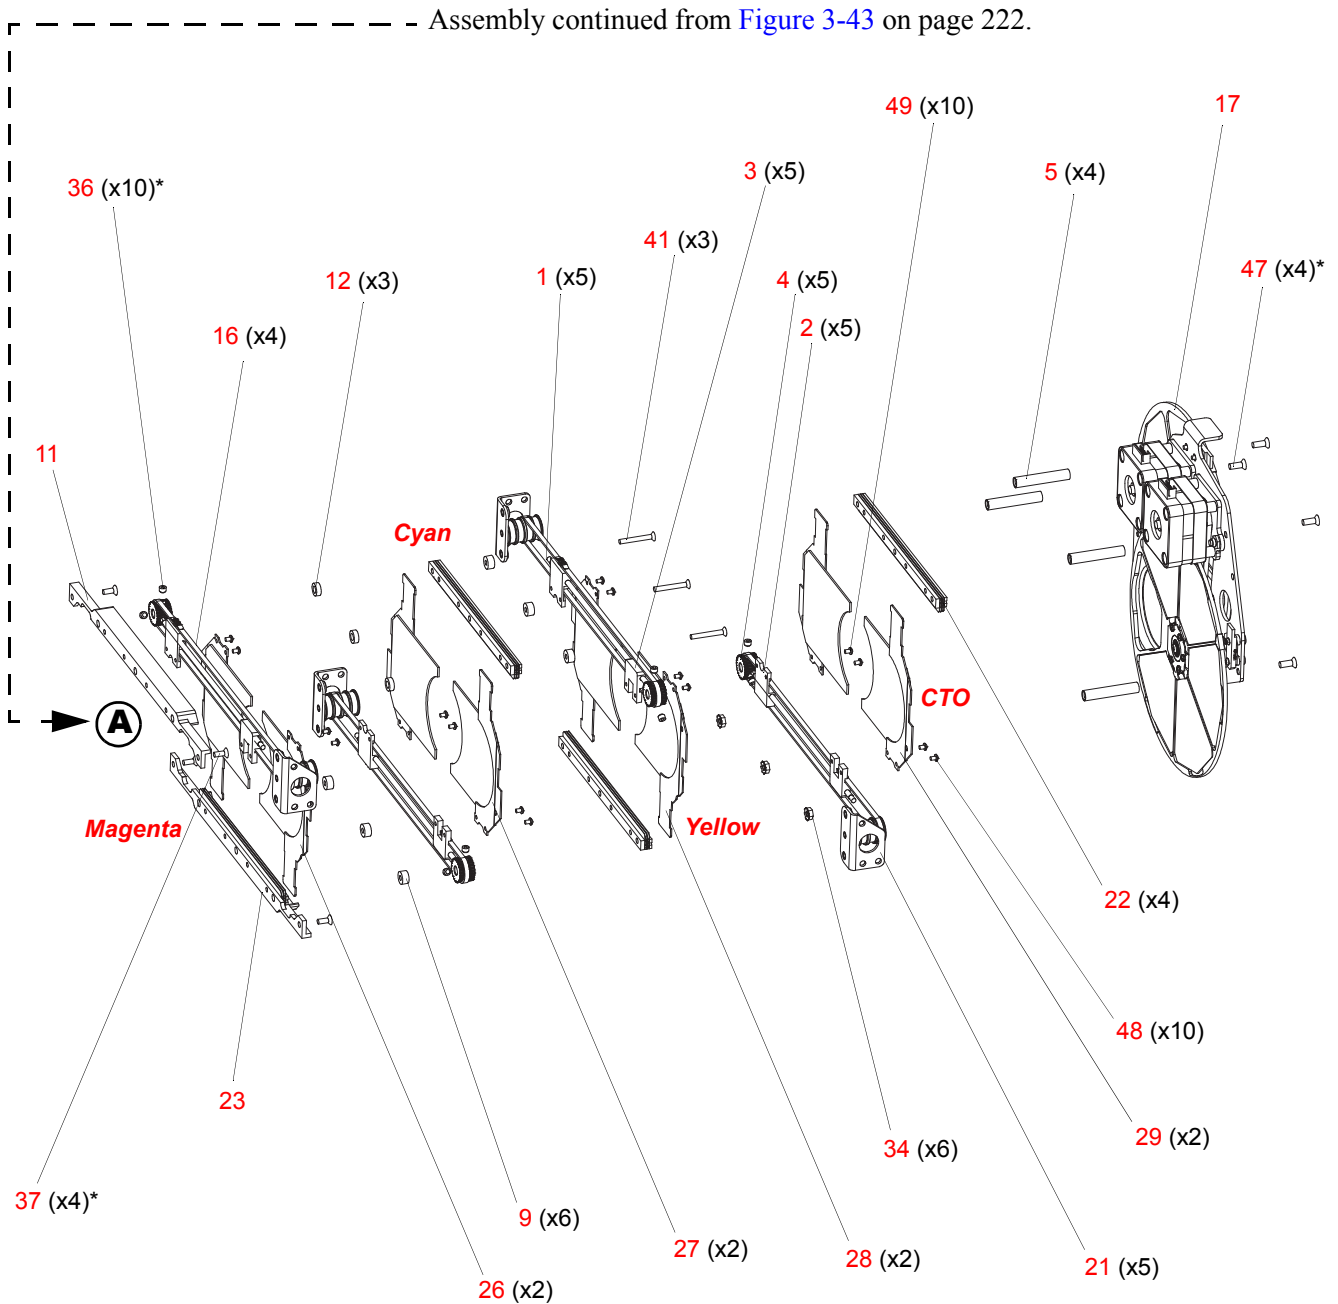 Assembly continued from Figure 3-43 on page 222.
49 (x10)
17
3 (x5)
5 (x4)
36 (x10)*
41 (x3)
1 (x5)
4 (x5)
47 (x4)*
12 (x3)
16 (x4)
2 (x5)
11
Cyan
CTO
A
Magenta
Yellow
22 (x4)
48 (x10)
23
29 (x2)
34 (x6)
37 (x4)*
9 (x6)
27 (x2)
28 (x2)
21 (x5)
26 (x2)